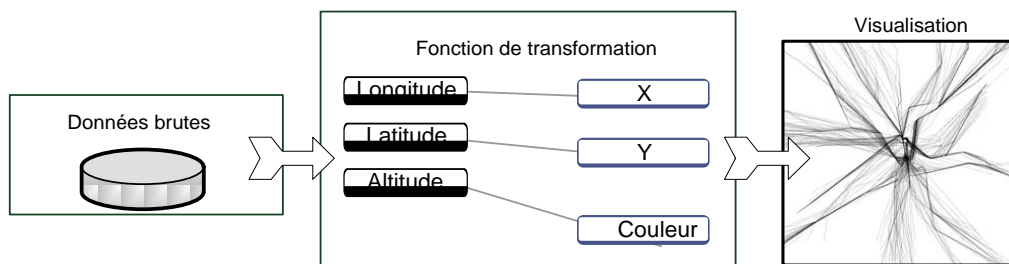 Données brutes
Fonction de transformation
Longitude
X
Latitude
Y
Altitude
Couleur
Visualisation